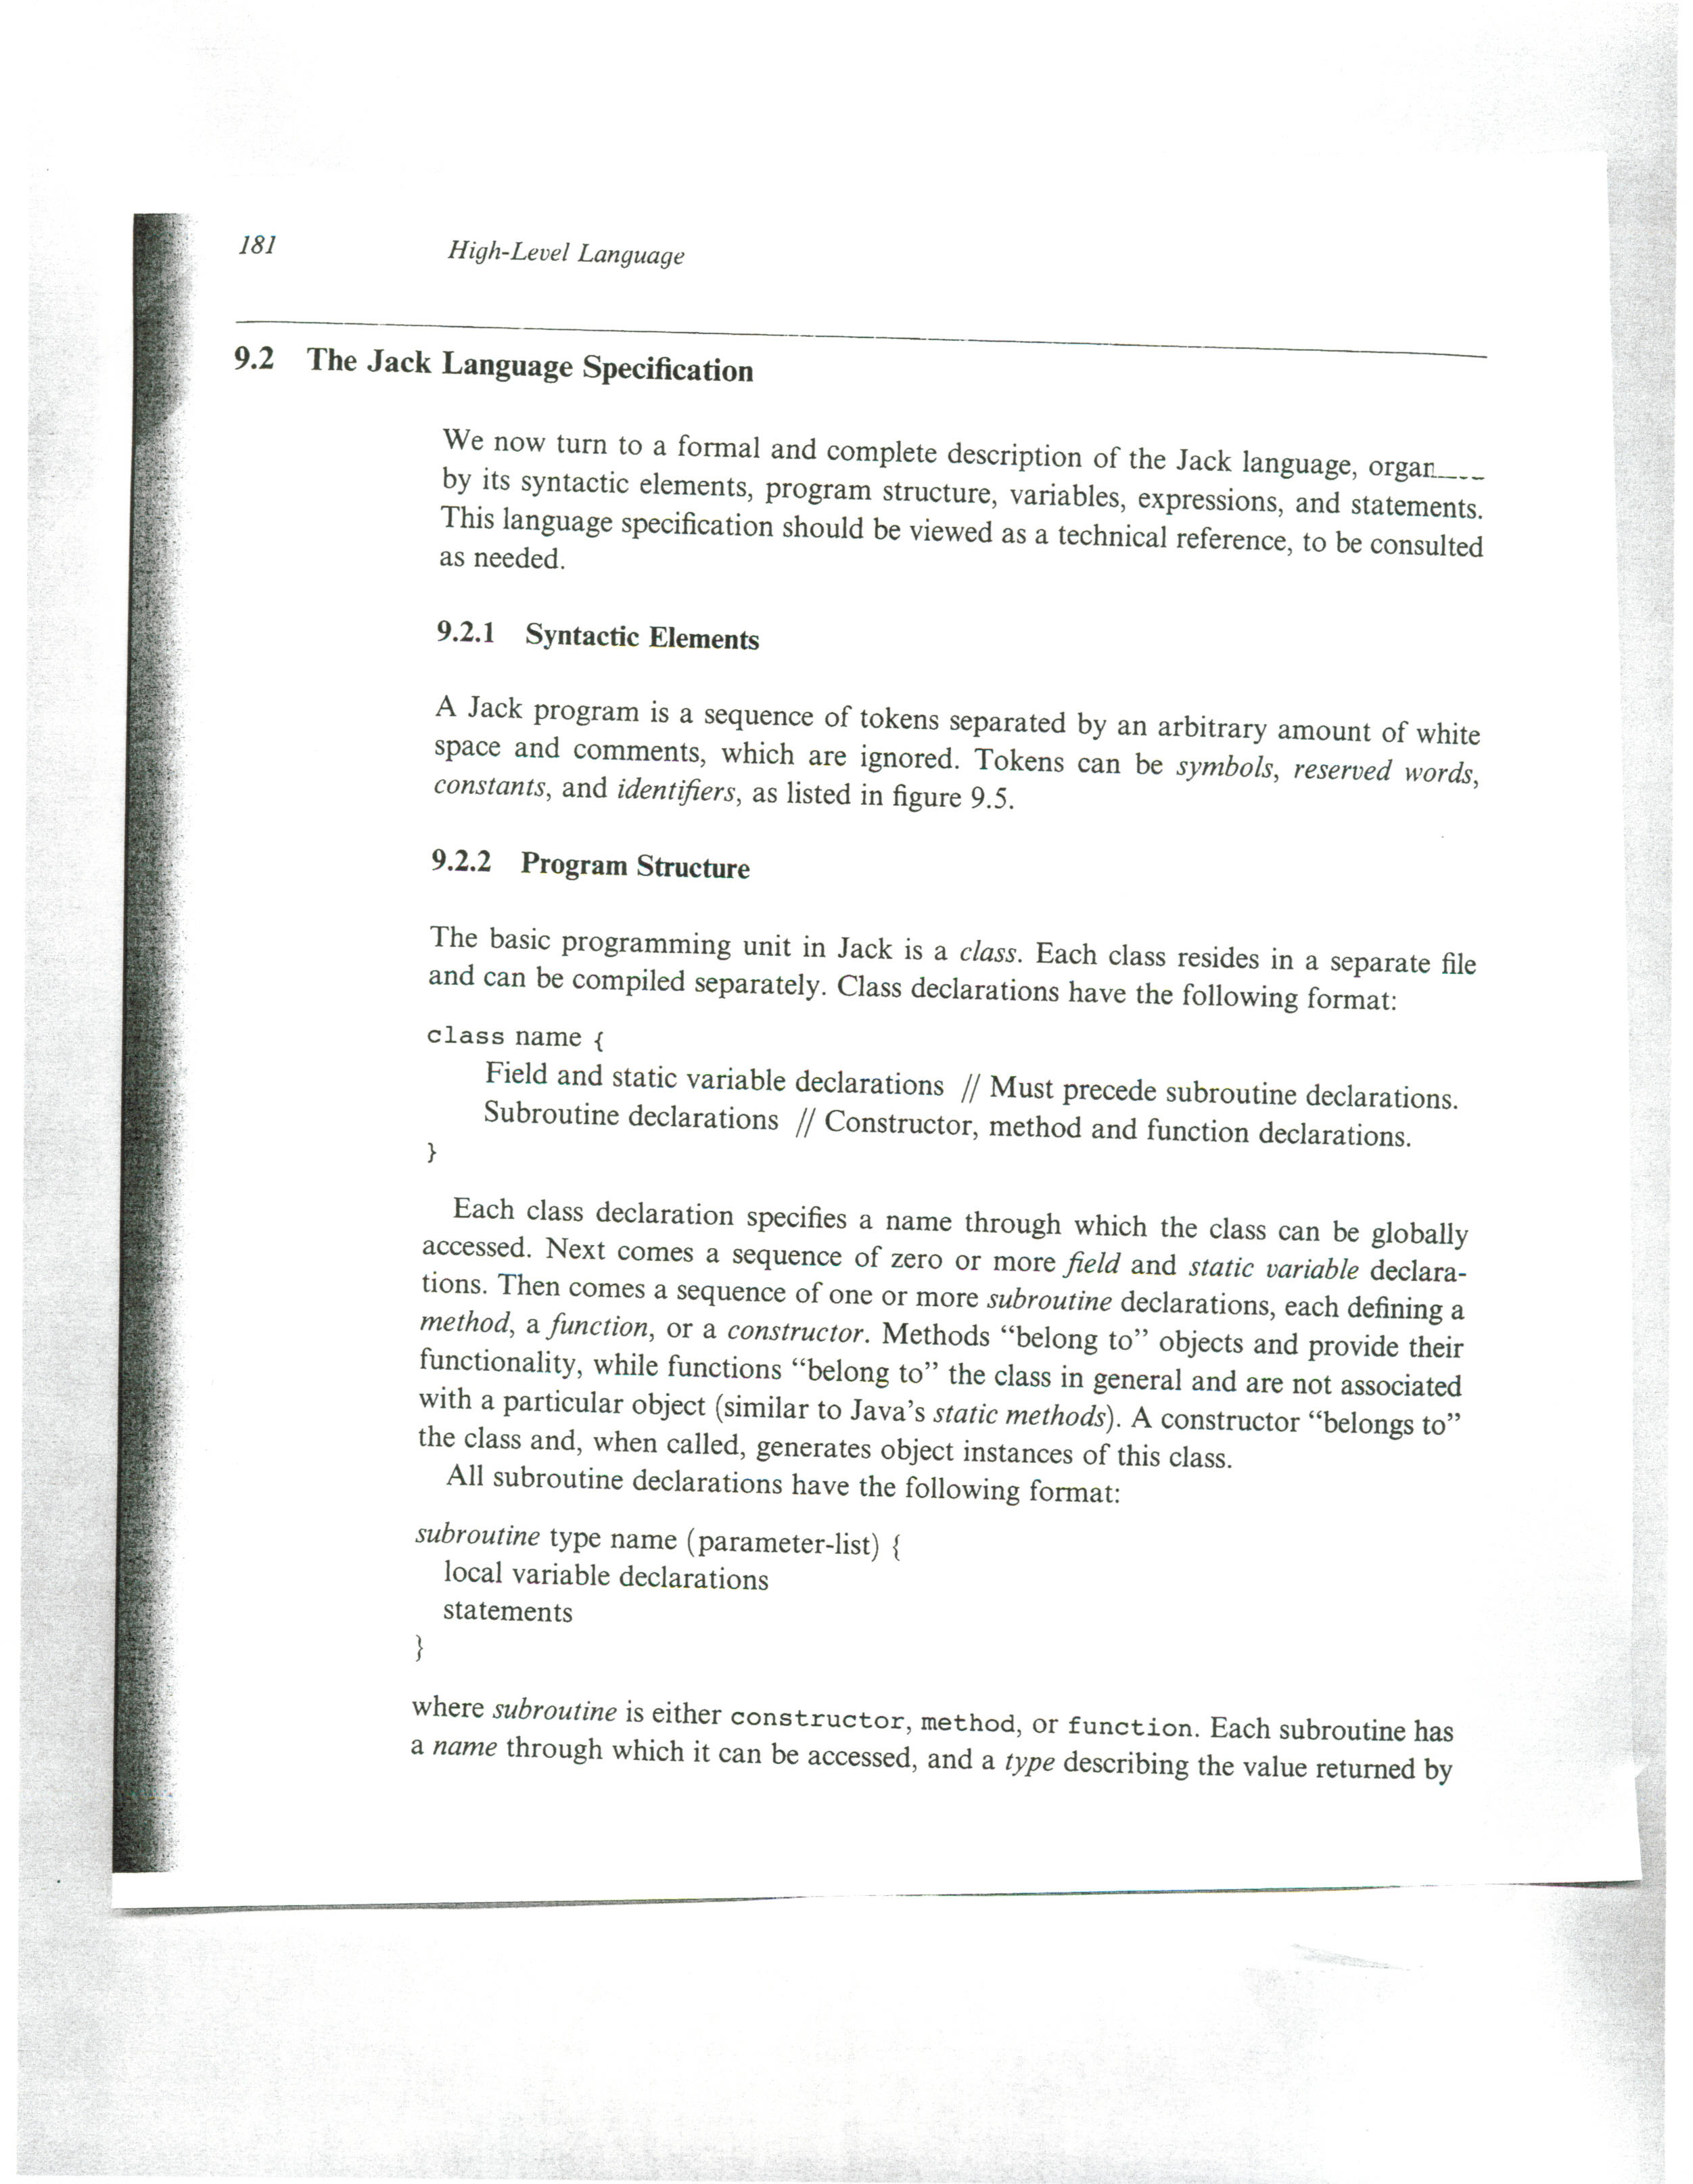 181 High-Level Language
9.2 The Jack Language Specification
We now turn to a formal and complete description of the Jack language,
by its syntactic elements, program structure, variables, expressions, and statements.
This language specification should be viewed as a technical reference, to be consulted
as needed.
9.2.1 Syntactic Elements
A Jack program is a sequence of tokens separated by an arbitrary amount of white
space and comments, which are ignored. Tokens can be symbols, reserved words,
constants, and identifiers, as listed in figure 9.5.
9.2.2 Program Structure
The basic programming unit in Jack is a class. Each class resides in a separate file
and can be compiled separately. Class declarations have the following format:
class name {
Field and static variable declarations // Must precede subroutine declarations.
Subroutine declarations // Constructor, method and function declarations.
}
Each class declaration specifies a name through which the class can be globally
accessed. Next comes a sequence of zero or more field and static variable declara-
tions. Then comes a sequence of one or more subroutine declarations, each defining a
method, a function, or a constructor. Methods “belong to” objects and provide their
functionality, while functions “belong to” the class in general and are not associated
with a particular object (similar to Java’s static methods). A constructor “belongs to”
the class and, when called, generates object instances of this class.
All subroutine declarations have the following format:
subroutine type name (parameter-list) {
local variable declarations
statements
}
where subroutine is either constructor, method, or function. Each subroutine has
a name through which it can be accessed, and a type describing the value returned by